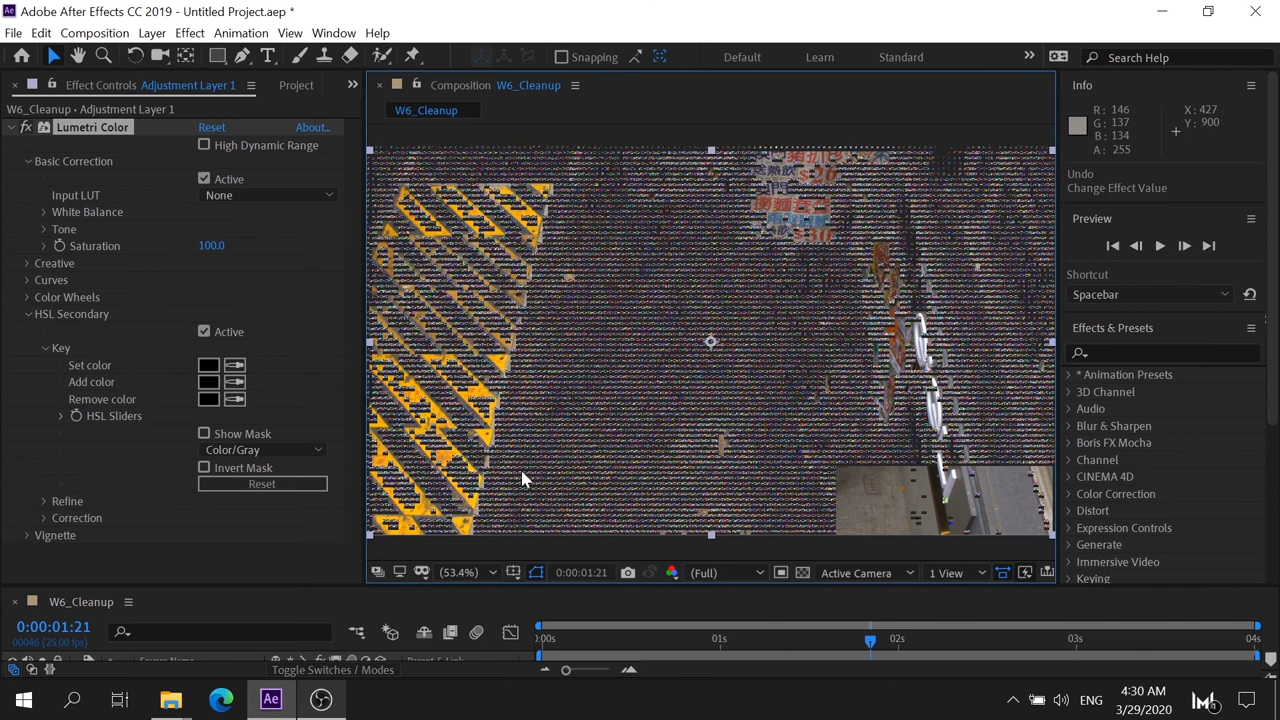 Adobe After Effects CC 2019 - Untitled Project.aep *
File Edit Composition Layer Effect Animation View Window Help
Snapping
Default Learn Standard
Search Help
Effect Controls Adjustment Layer 1
Project
W6_Cleanup • Adjustment Layer 1
fx Lumetri Color Reset About...
High Dynamic Range
Basic Correction
Active
Input LUT None
White Balance
Tone
Saturation 100.0
Creative
Curves
Color Wheels
HSL Secondary
Active
Key
Set color
Add color
Remove color
HSL Sliders
Show Mask
Color/Gray
Invert Mask
Reset
Refine
Correction
Vignette
Composition W6_Cleanup
W6_Cleanup
(53.4%) 0:00:01:21 (Full) Active Camera 1 View
Info
R: 146 X: 427
G: 137 Y: 900
B: 134
A: 255
Undo
Change Effect Value
Preview
Shortcut
Spacebar
Effects & Presets
* Animation Presets
3D Channel
Audio
Blur & Sharpen
Boris FX Mocha
Channel
CINEMA 4D
Color Correction
Distort
Expression Controls
Generate
Immersive Video
Keying
W6_Cleanup
0:00:01:21
00046 (25.00 fps)
:00s 01s 02s 03s 04s
Source Name Parent & Link
Toggle Switches / Modes
ENG
4:30 AM
3/29/2020